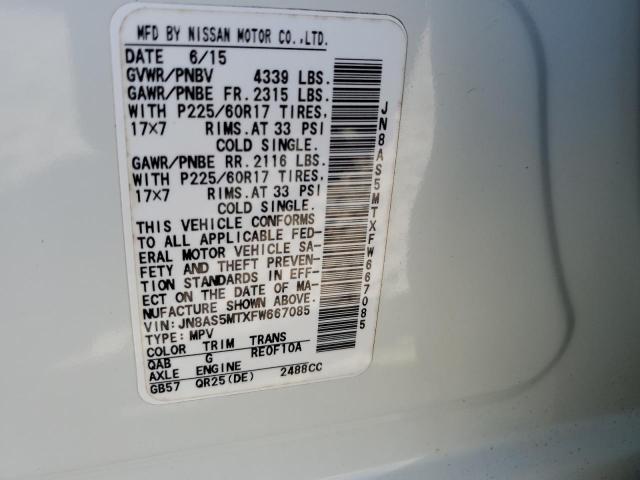 MFD BY NISSAN MOTOR CO.,LTD.
DATE 6/15
GVWR/PNBV 4339 LBS.
GAWR/PNBE FR. 2315 LBS.
WITH P225/60R17 TIRES,
17×7 RIMS. AT 33 PSI
COLD SINGLE.
GAWR/PNBE RR. 2116 LBS.
WITH P225/60R17 TIRES,
17×7 RIMS. AT 33 PSI
COLD SINGLE.
THIS VEHICLE CONFORMS
TO ALL APPLICABLE FED-
ERAL MOTOR VEHICLE SA-
FETY AND THEFT PREVEN-
TION STANDARDS IN EFF-
ECT ON THE DATE OF MA-
NUFACTURE SHOWN ABOVE.
VIN: JN8AS5MTXFW667085
TYPE: MPV
COLOR TRIM TRANS
QAB G RE0F10A
AXLE ENGINE
GB57 QR25(DE) 2488CC
JN8AS5MTXFW667085